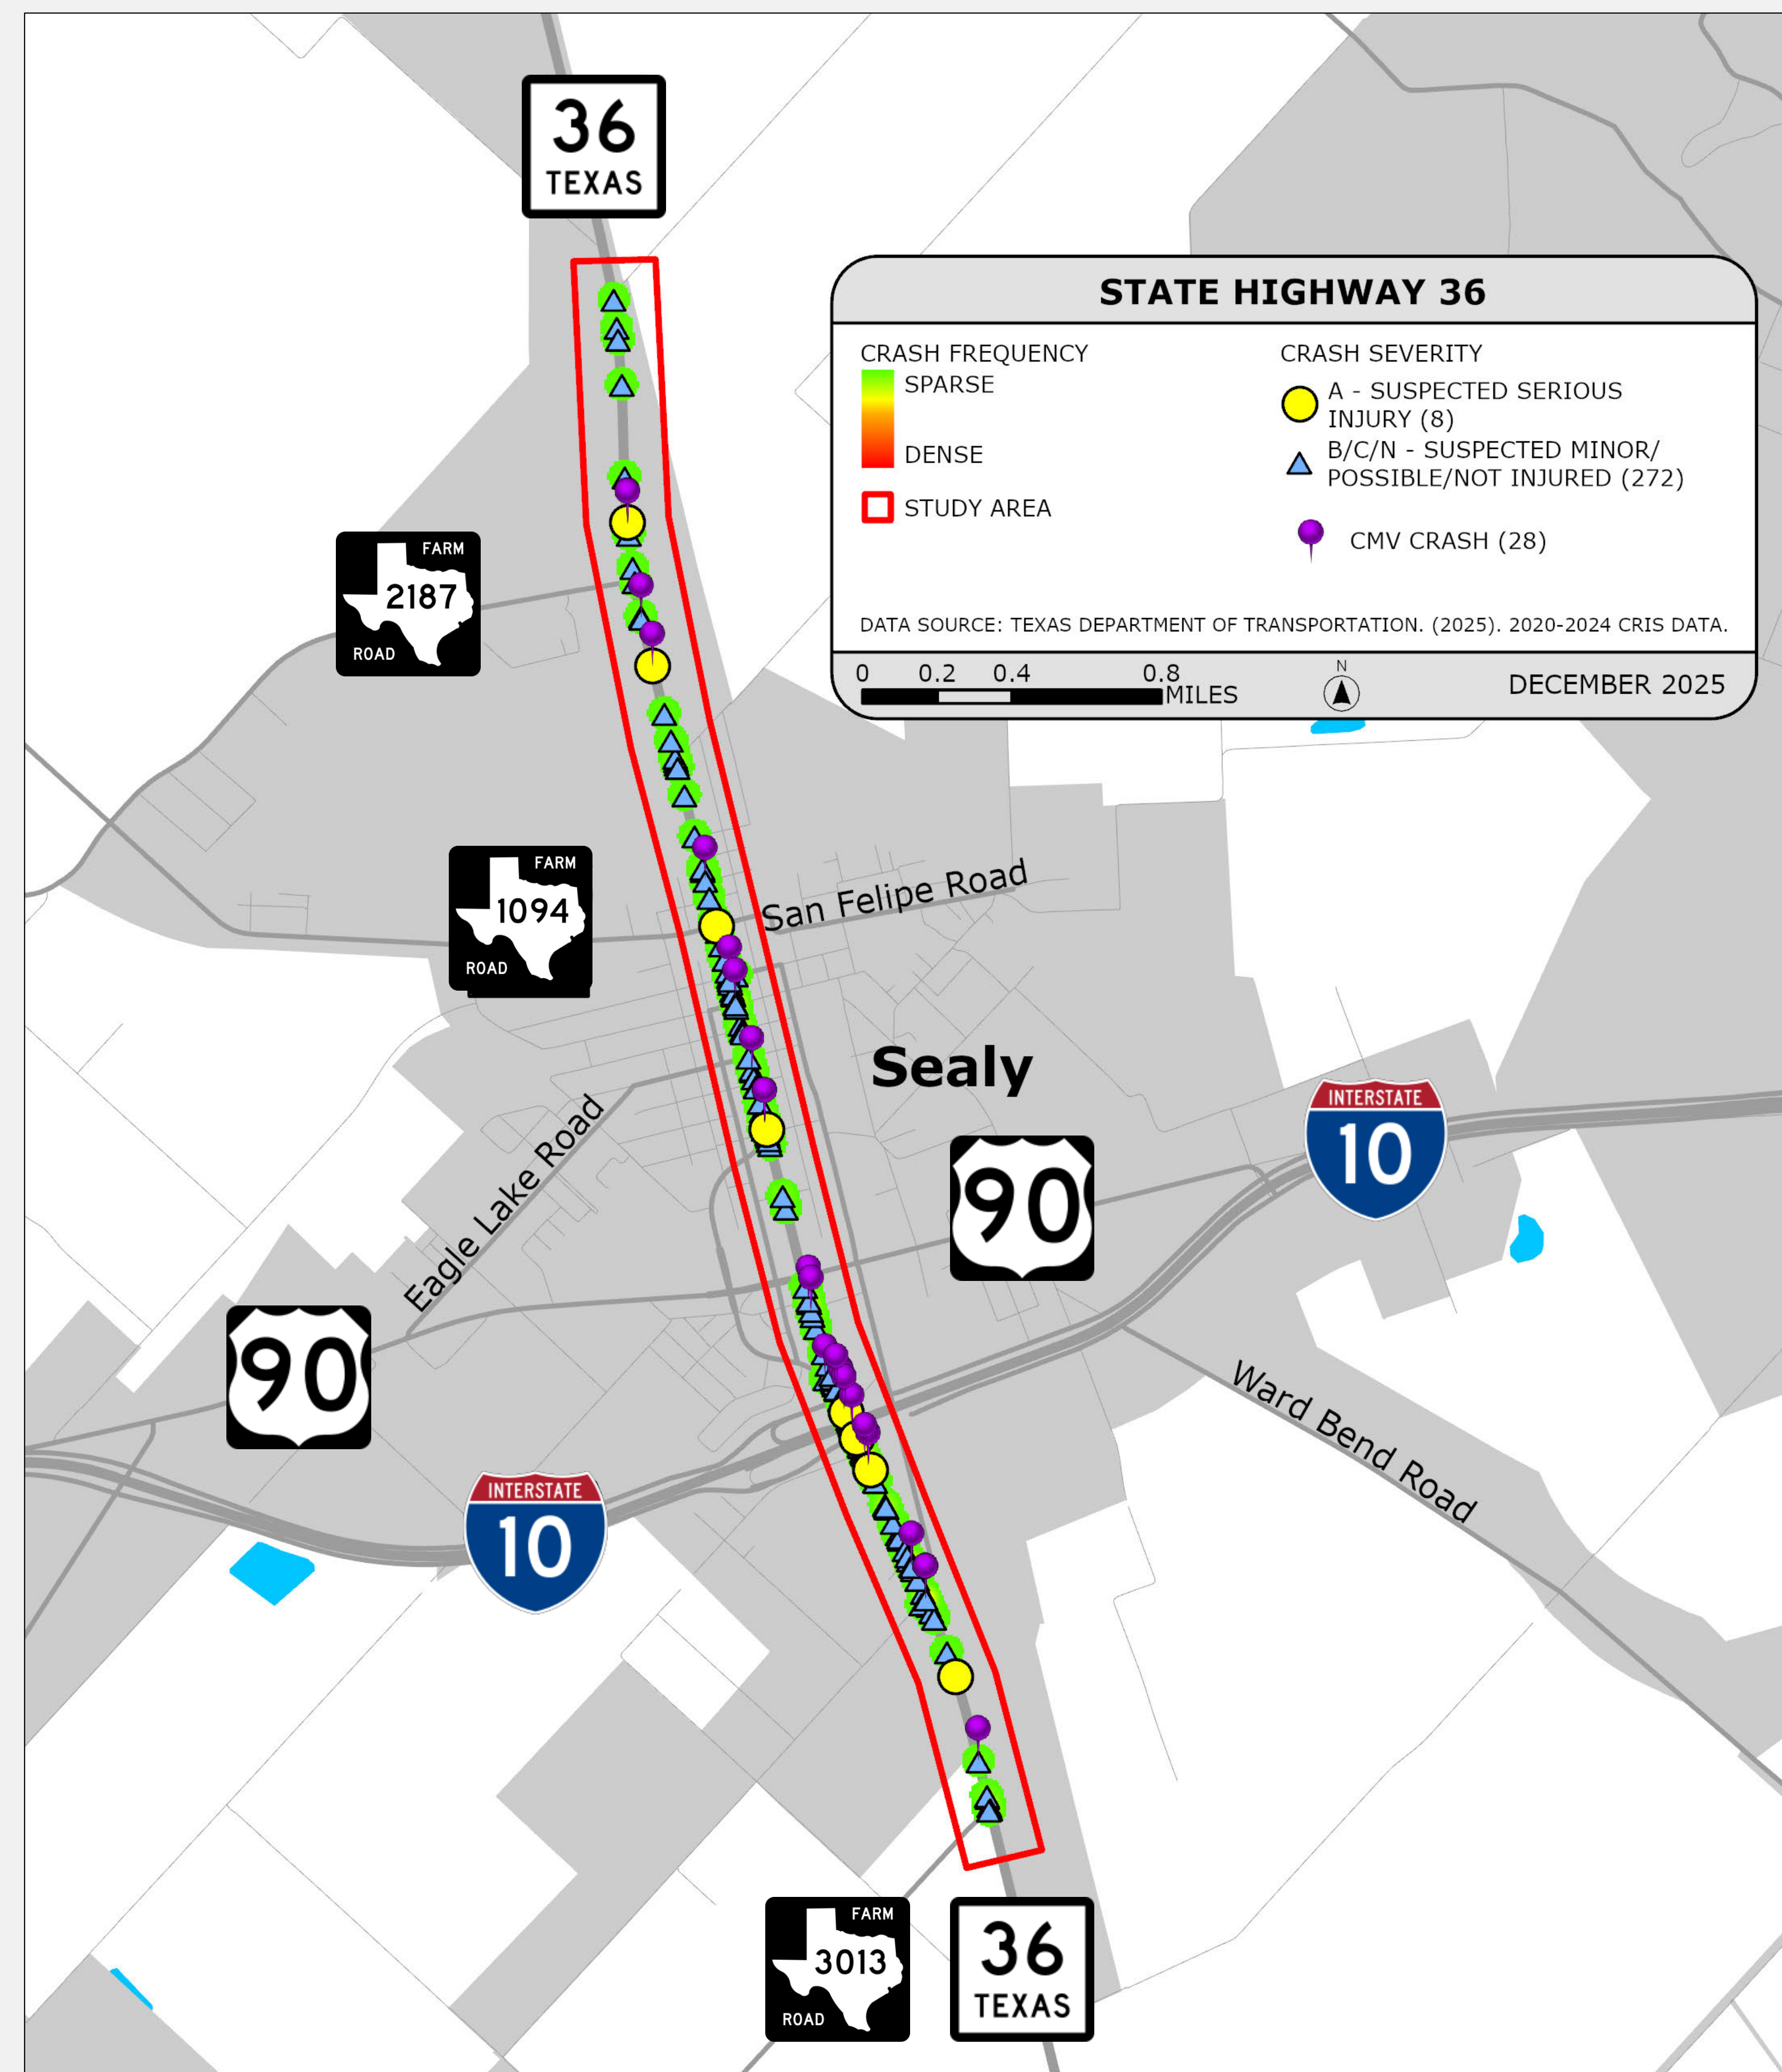 36
TEXAS
STATE HIGHWAY 36
CRASH FREQUENCY
SPARSE
DENSE
STUDY AREA
CRASH SEVERITY
A - SUSPECTED SERIOUS
INJURY (8)
B/C/N - SUSPECTED MINOR/
POSSIBLE/NOT INJURED (272)
CMV CRASH (28)
DATA SOURCE: TEXAS DEPARTMENT OF TRANSPORTATION. (2025). 2020-2024 CRIS DATA.
0 0.2 0.4 0.8
MILES
N
DECEMBER 2025
FARM
2187
ROAD
FARM
1094
ROAD
San Felipe Road
Sealy
INTERSTATE
10
Eagle Lake Road
90
90
Ward Bend Road
INTERSTATE
10
FARM
3013
ROAD
36
TEXAS